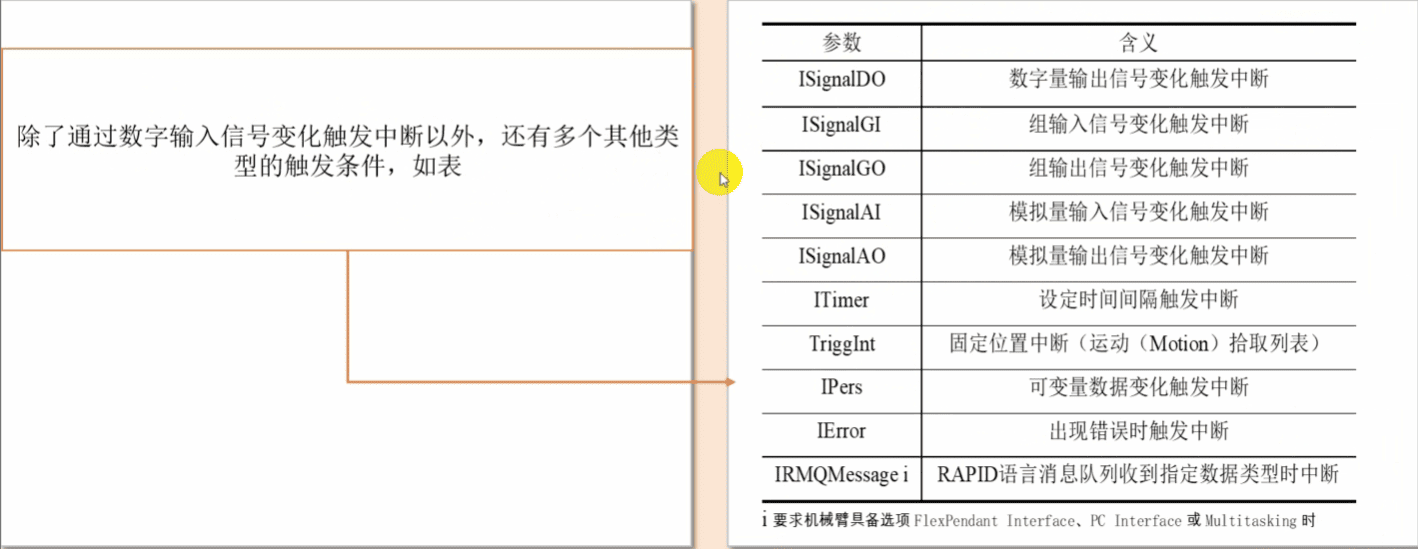 除了通过数字输入信号变化触发中断以外，还有多个其他类
型的触发条件，如表
参数 含义
ISignalDO 数字量输出信号变化触发中断
ISignalGI 组输入信号变化触发中断
ISignalGO 组输出信号变化触发中断
ISignalAI 模拟量输入信号变化触发中断
ISignalAO 模拟量输出信号变化触发中断
ITimer 设定时间间隔触发中断
TriggInt 固定位置中断（运动（Motion）拾取列表）
IPers 可变量数据变化触发中断
IError 出现错误时触发中断
IRMQMessage i RAPID语言消息队列收到指定数据类型时中断
i 要求机械臂具备选项 FlexPendant Interface、PC Interface 或 Multitasking 时